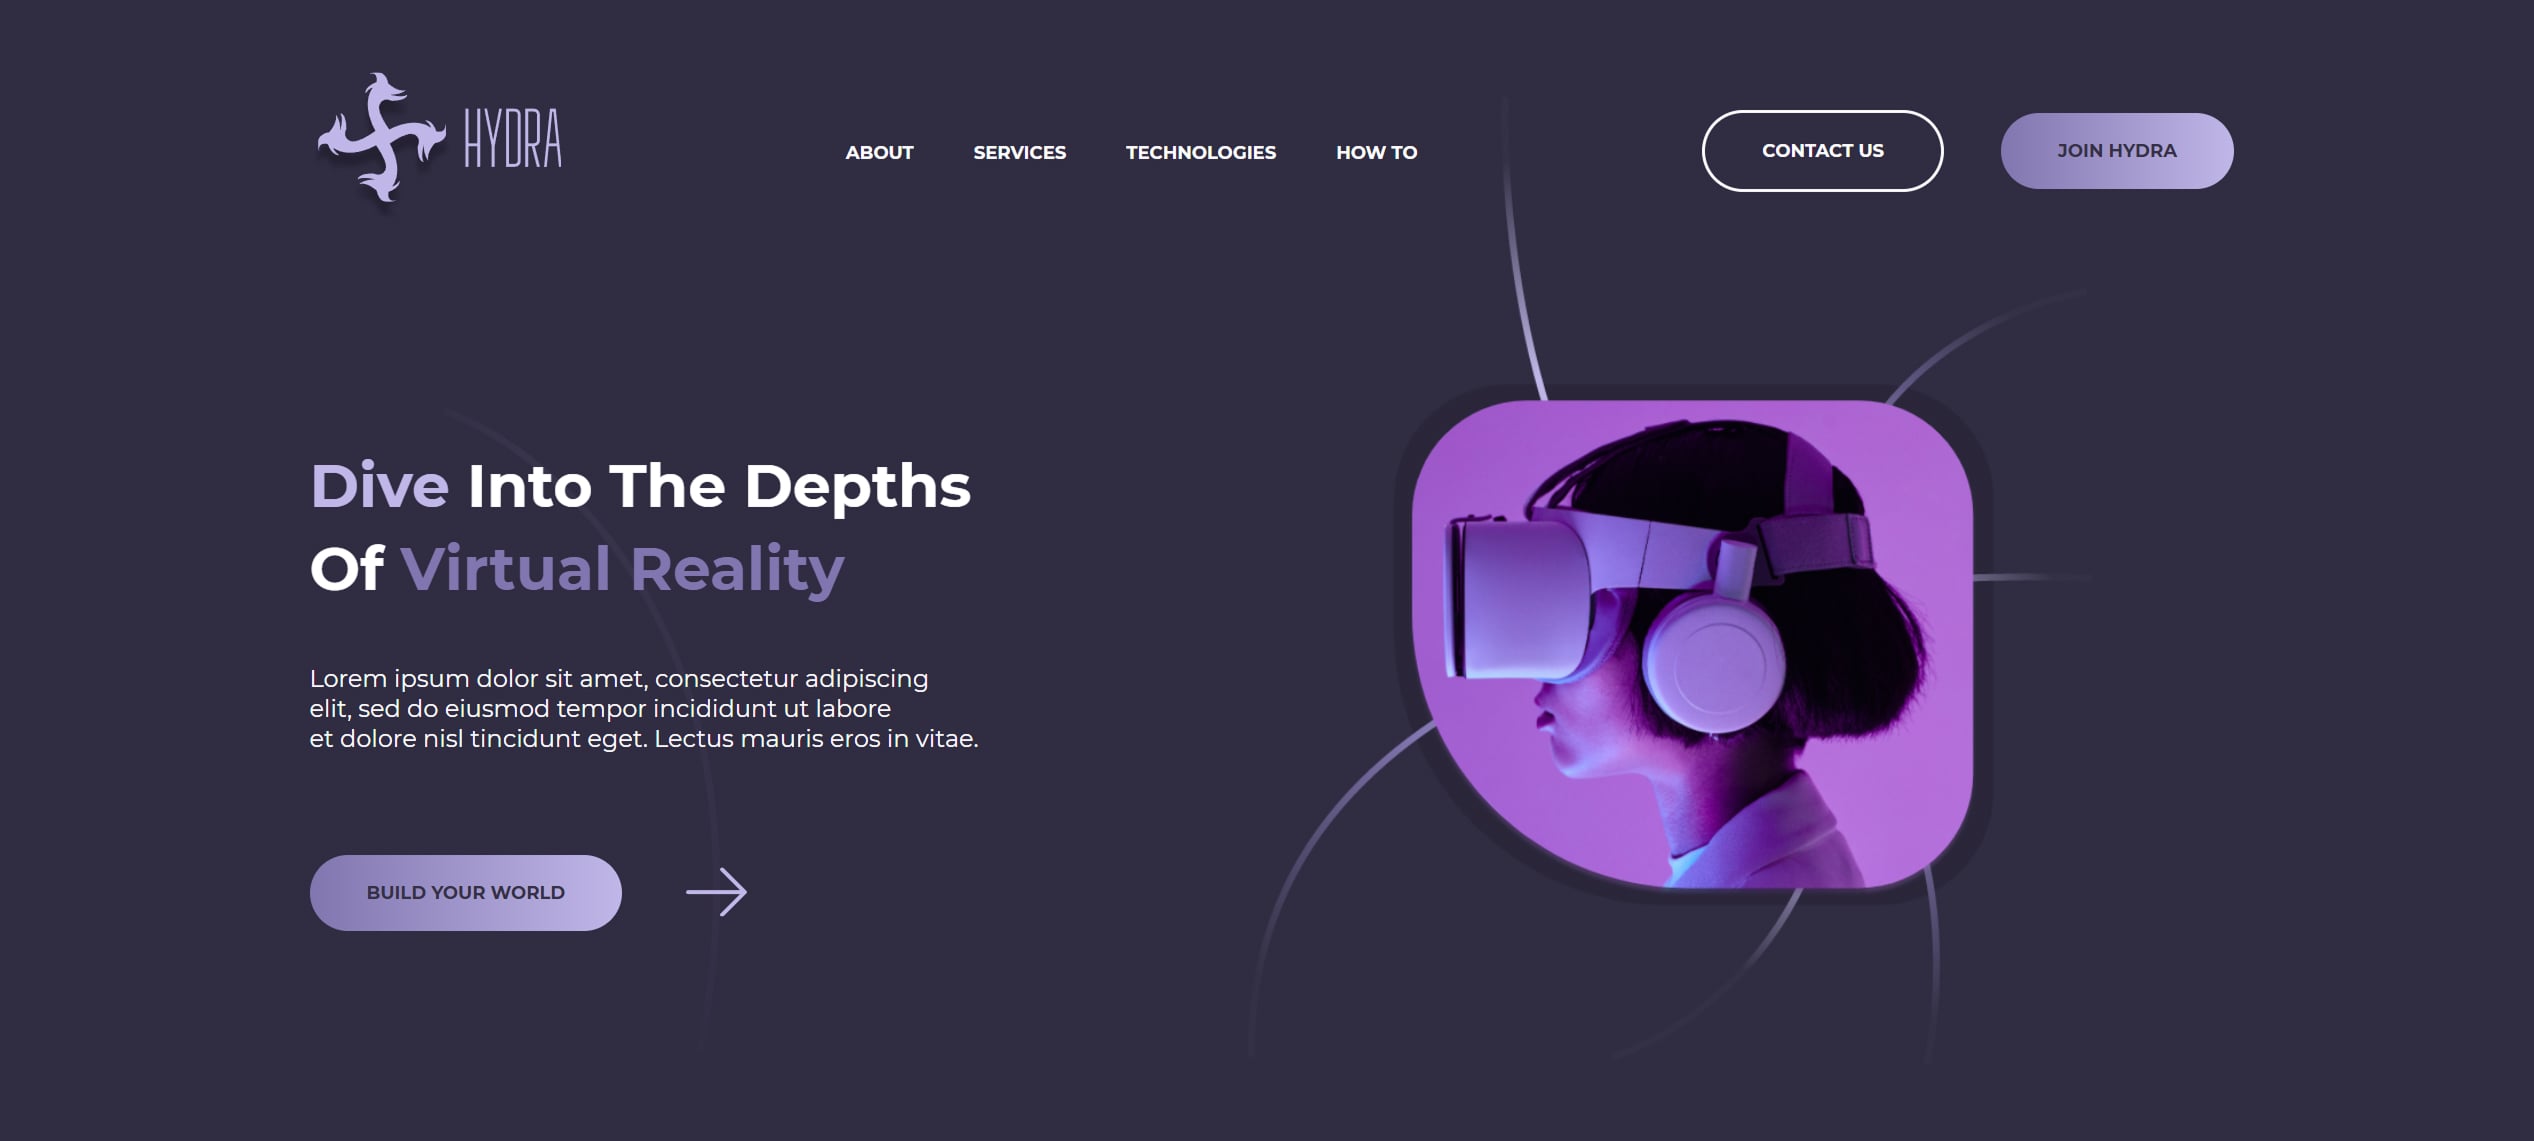 HYDRA
ABOUT
SERVICES
TECHNOLOGIES
HOW TO
CONTACT US
JOIN HYDRA
Dive Into The Depths
Of Virtual Reality
Lorem ipsum dolor sit amet, consectetur adipiscing
elit, sed do eiusmod tempor incididunt ut labore
et dolore nisl tincidunt eget. Lectus mauris eros in vitae.
BUILD YOUR WORLD